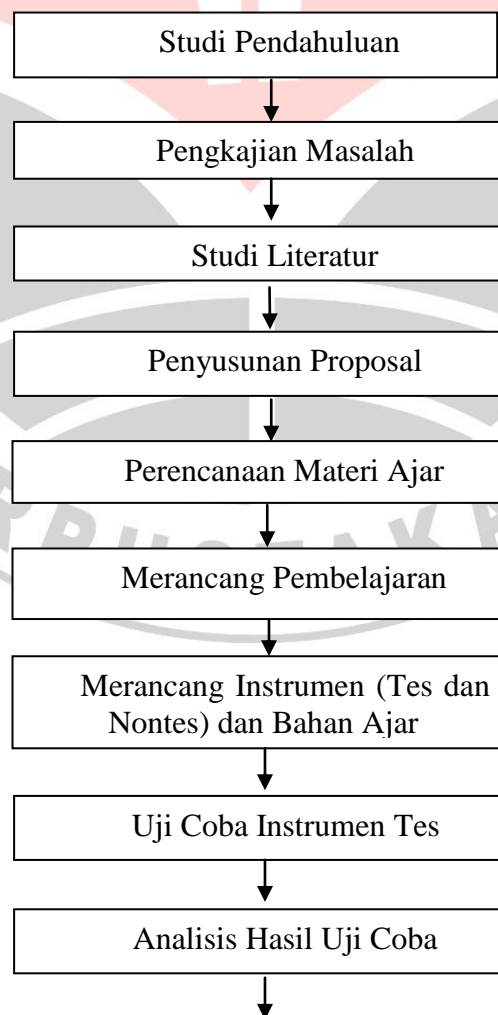 Studi Pendahuluan
Pengkajian Masalah
Studi Literatur
Penyusunan Proposal
Perencanaan Materi Ajar
Merancang Pembelajaran
Merancang Instrumen (Tes dan
Nontes) dan Bahan Ajar
Uji Coba Instrumen Tes
Analisis Hasil Uji Coba